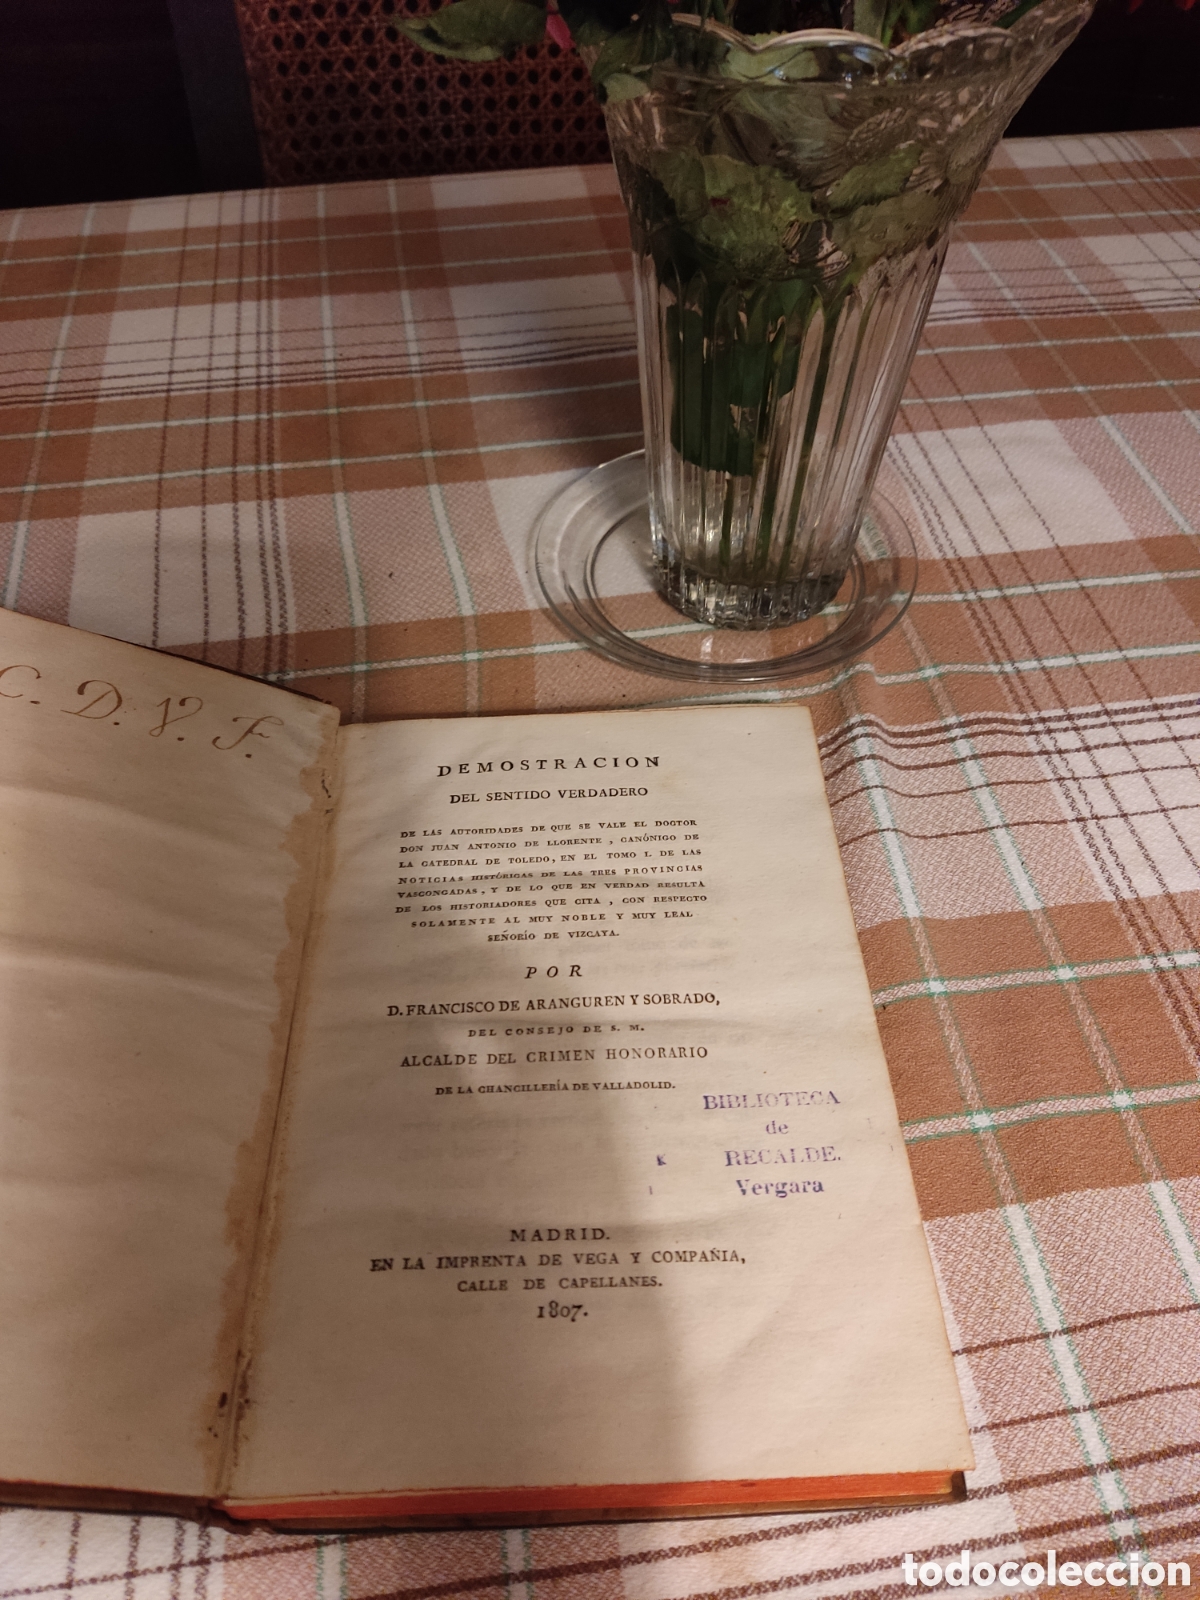 C. D. V. F.
DEMOSTRACION
DEL SENTIDO VERDADERO
DE LAS AUTORIDADES DE QUE SE VALE EL DOCTOR
DON JUAN ANTONIO DE LLORENTE, CANÓNIGO DE
LA CATEDRAL DE TOLEDO, EN EL TOMO I. DE LAS
NOTICIAS HISTÓRICAS DE LAS TRES PROVINCIAS
VASCONGADAS, Y DE LO QUE EN VERDAD RESULTA
DE LOS HISTORIADORES QUE CITA, CON RESPECTO
SOLAMENTE AL MUY NOBLE Y MUY LEAL
SEÑORÍO DE VIZCAYA.
POR
D. FRANCISCO DE ARANGUREN Y SOBRADO,
DEL CONSEJO DE S. M.
ALCALDE DEL CRIMEN HONORARIO
DE LA CHANCILLERÍA DE VALLADOLID.
BIBLIOTECA
de
K RECALDE.
Vergara
MADRID.
EN LA IMPRENTA DE VEGA Y COMPAÑIA,
CALLE DE CAPELLANES.
1807.
todocoleccion